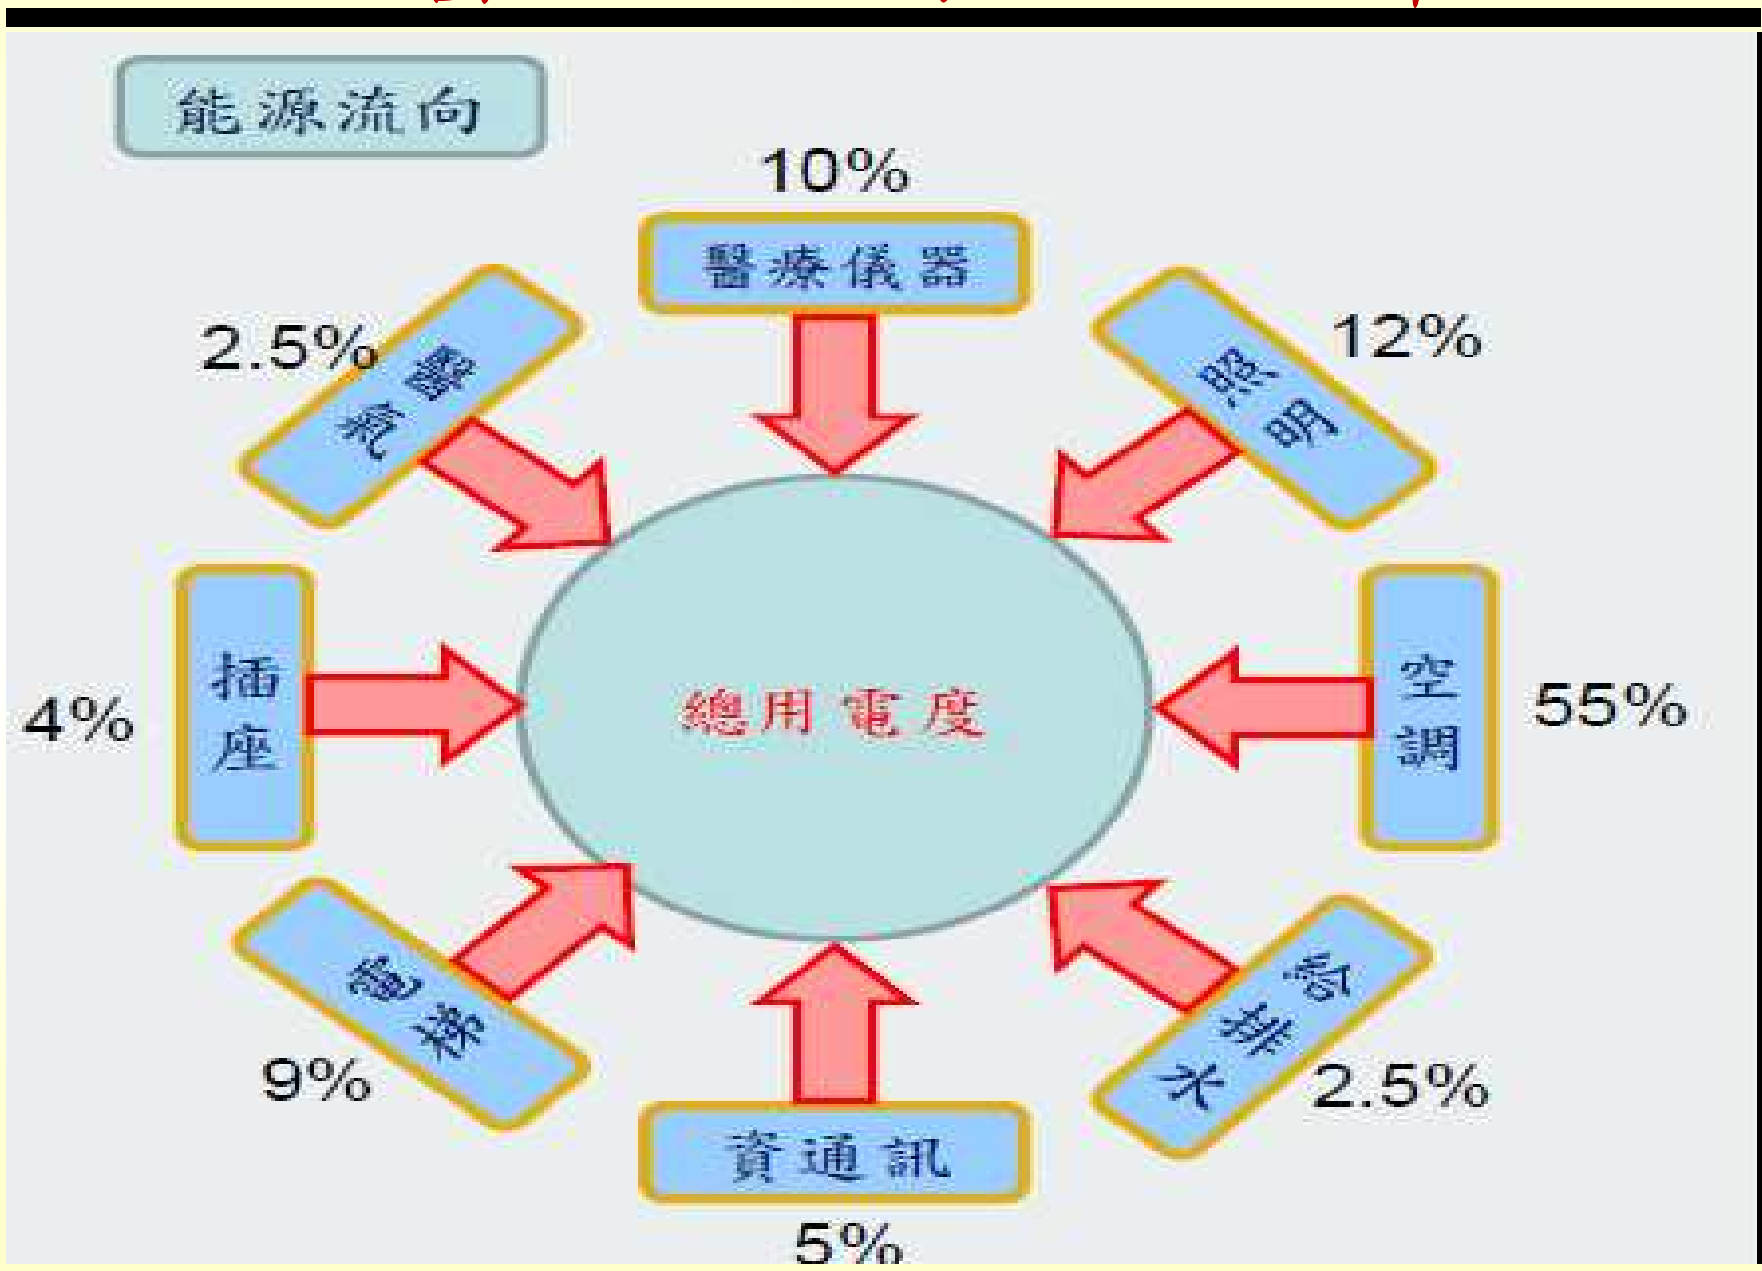 能源流向
10%
醫療儀器
12%
照明
55%
空調
2.5%
給排水
5%
資通訊
9%
電梯
4%
插座
2.5%
醫氣
總用電度